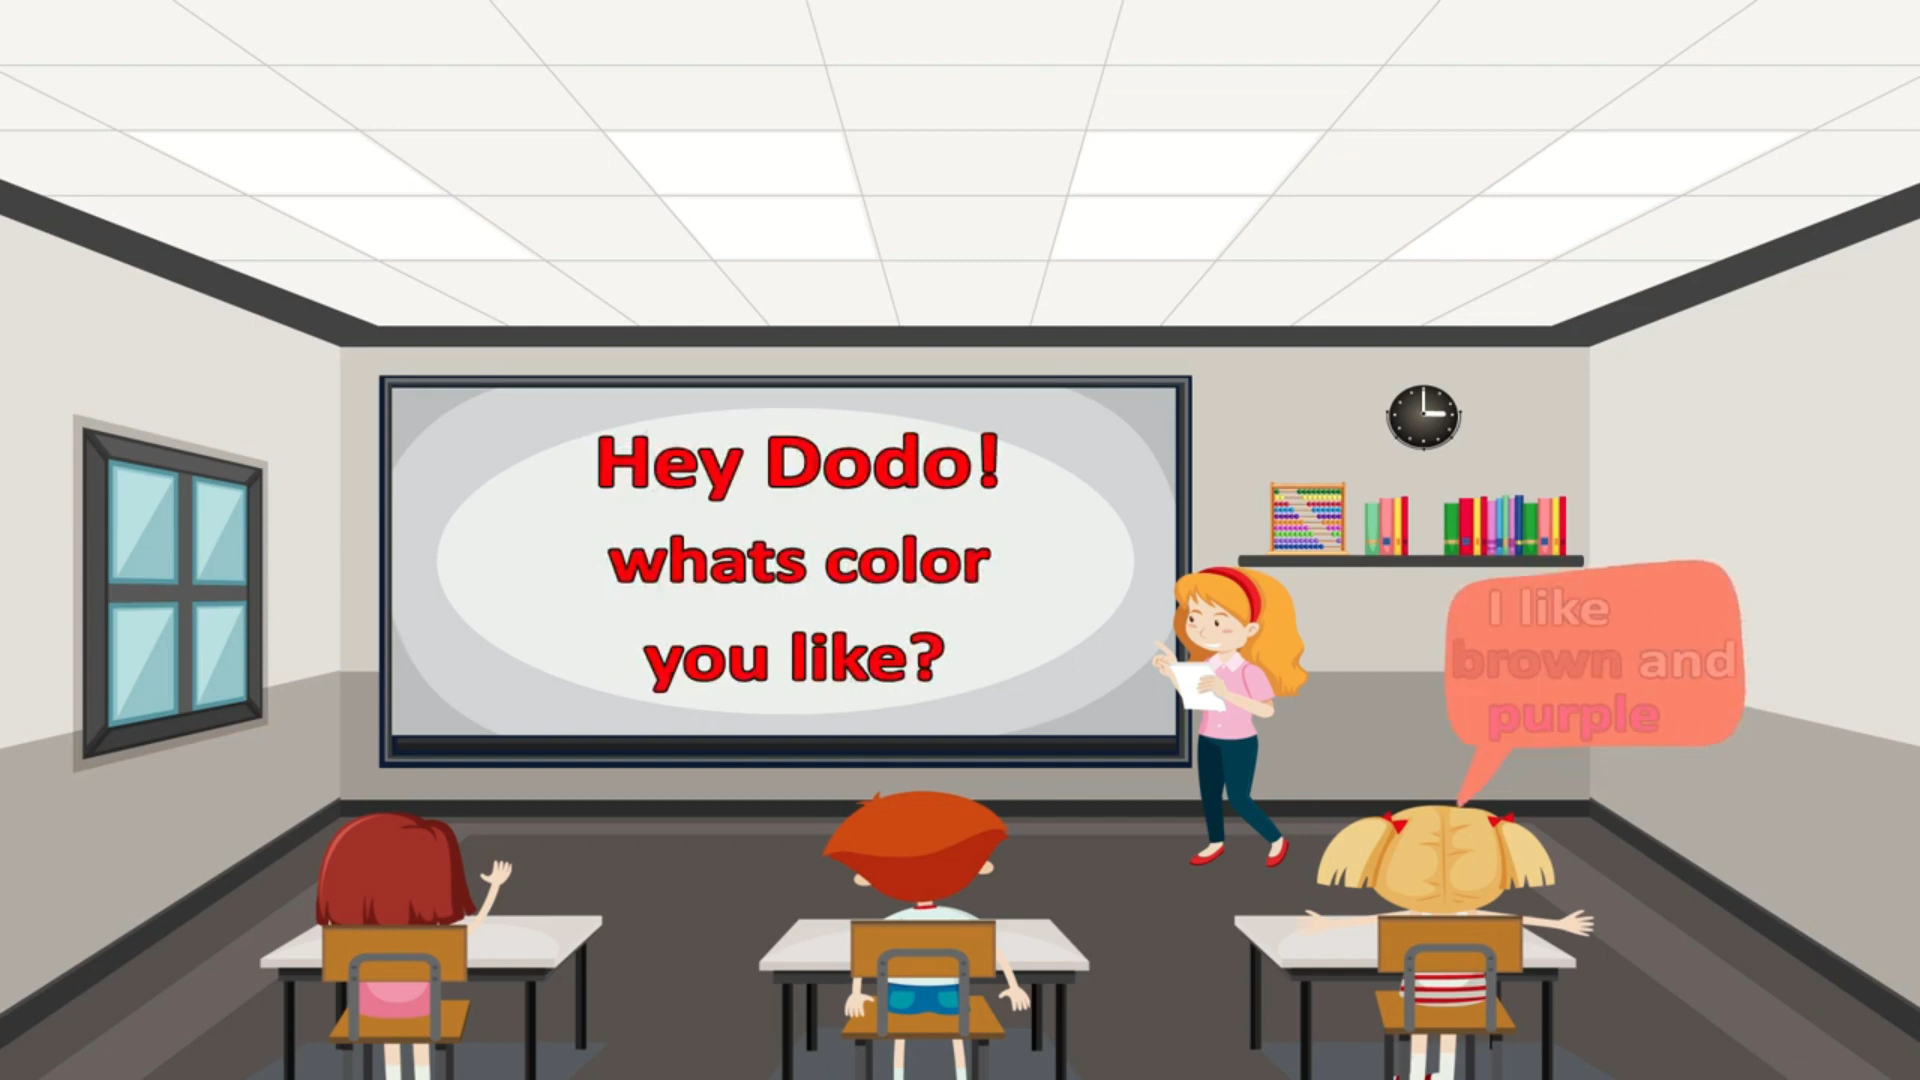 Hey Dodo!
whats color
you like?
I like
brown and
purple